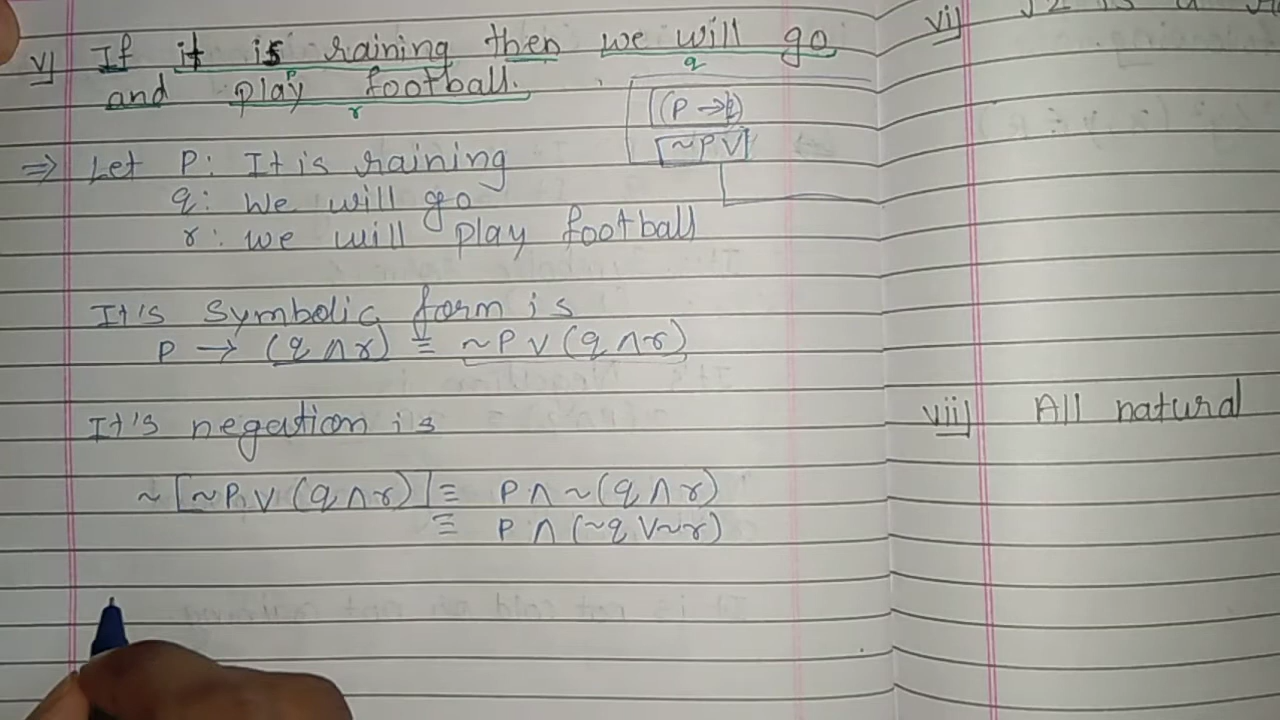 v) If it is raining then we will go
p q
and play football.
r
(p →
~p V
⇒ Let p: It is raining
q: We will go
r: we will play football
It's symbolic form is
p → (q ∧ r) ≡ ~p V (q ∧ r)
It's negation is
~[~p V (q ∧ r)] ≡ p ∧ ~(q ∧ r)
≡ p ∧ (~q V ~r)
vi)
vii) All natural